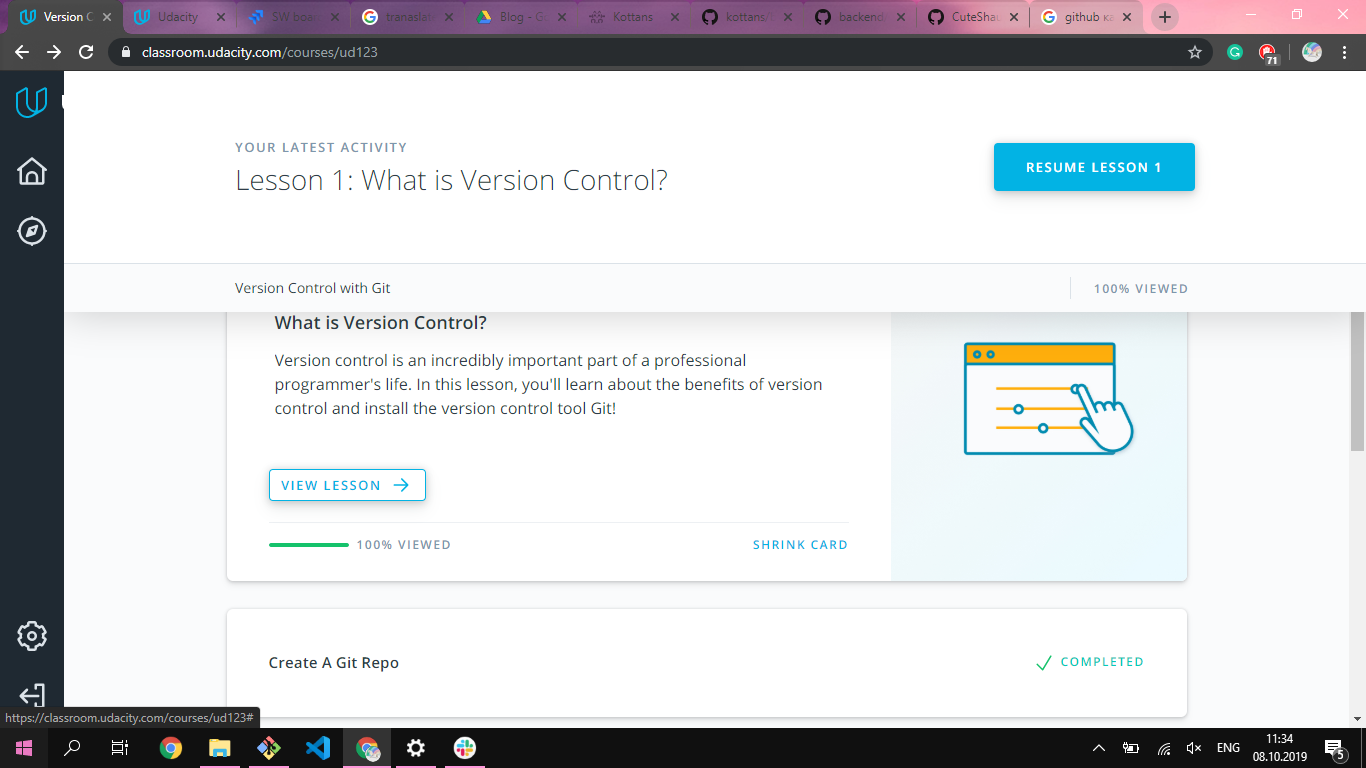 Version C
Udacity
SW boa
translat
Blog - G
Kottans
kottans/
backend
CuteSha
github ка
classroom.udacity.com/courses/ud123
71
YOUR LATEST ACTIVITY
Lesson 1: What is Version Control?
RESUME LESSON 1
Version Control with Git
100% VIEWED
What is Version Control?
Version control is an incredibly important part of a professional
programmer's life. In this lesson, you'll learn about the benefits of version
control and install the version control tool Git!
VIEW LESSON
100% VIEWED
SHRINK CARD
Create A Git Repo
COMPLETED
https://classroom.udacity.com/courses/ud123#
ENG
11:34
08.10.2019
5